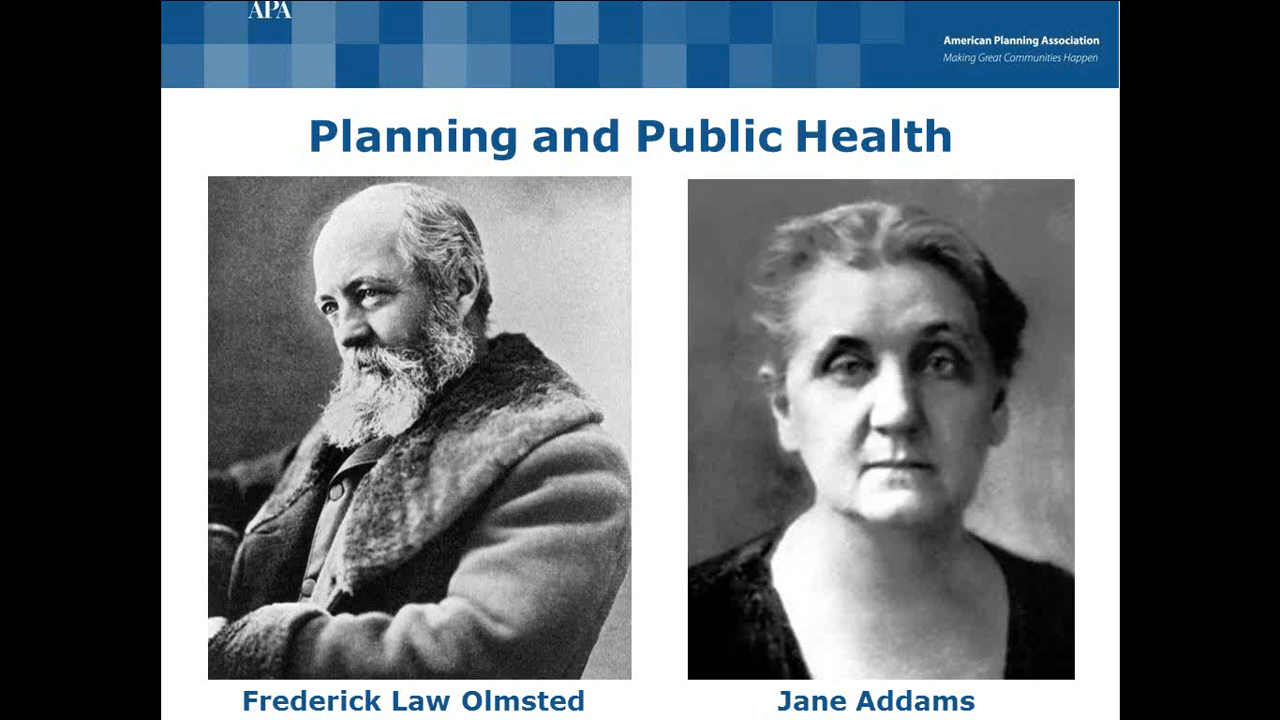 APA
American Planning Association
Making Great Communities Happen
Planning and Public Health
Frederick Law Olmsted
Jane Addams